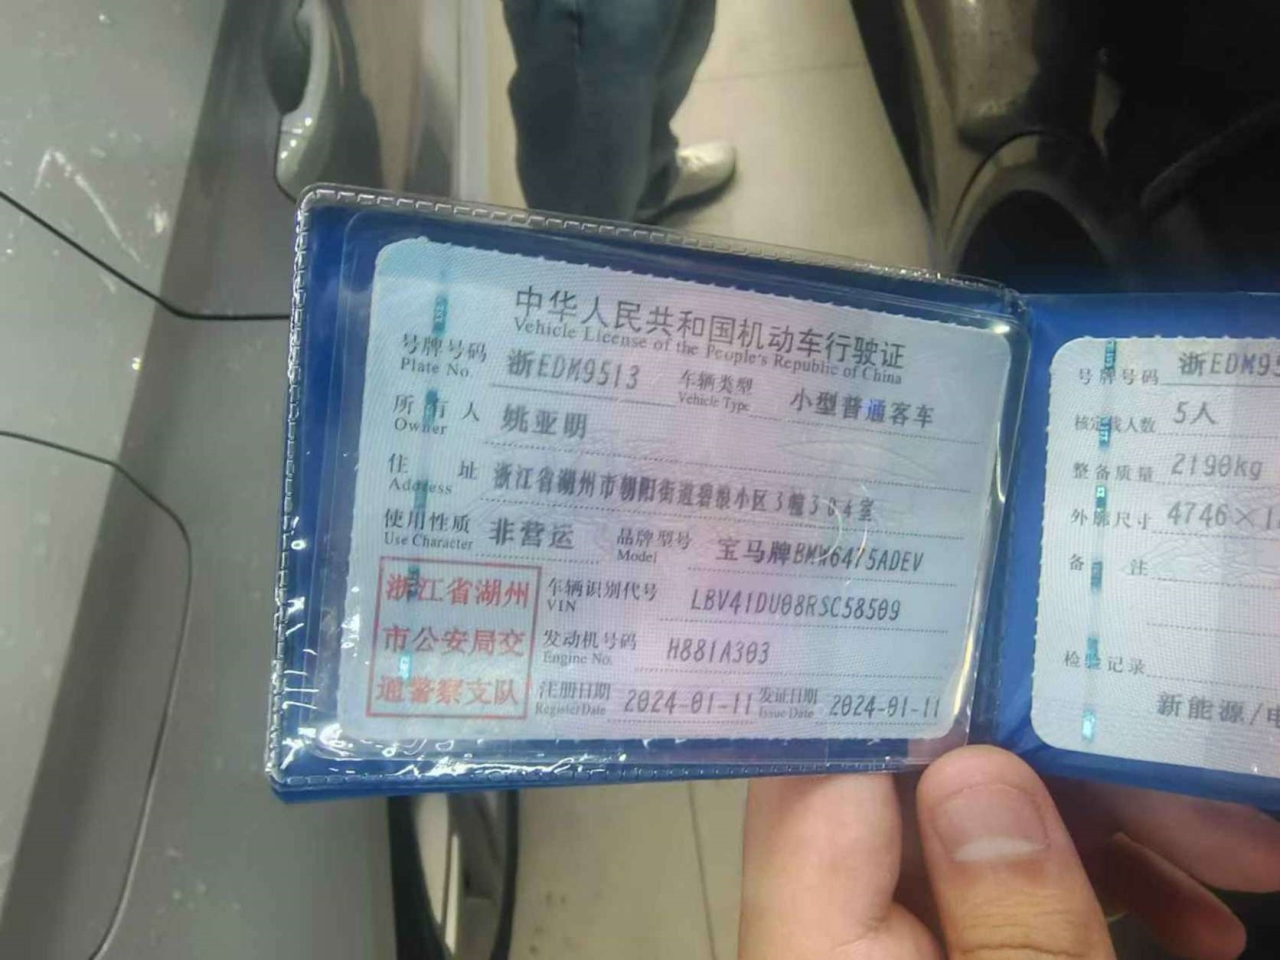 中华人民共和国机动车行驶证
Vehicle License of the People's Republic of China
号牌号码 浙EDM9513 车辆类型 小型普通客车
Plate No. Vehicle Type
所有人 姚亚明
Owner
住址 浙江省湖州市朝阳街道碧浪小区3幢304室
Address
使用性质 非营运 品牌型号 宝马牌BMW6475ADEV
Use Character Model
浙江省湖州
市公安局交
通警察支队
车辆识别代号 LBV41DU08RSC58509
VIN
发动机号码 H881A303
Engine No.
注册日期 2024-01-11 发证日期 2024-01-11
Register Date Issue Date
号牌号码 浙EDM95
核定载人数 5人
整备质量 2190kg
外廓尺寸 4746×1
备注
检验记录
新能源/电